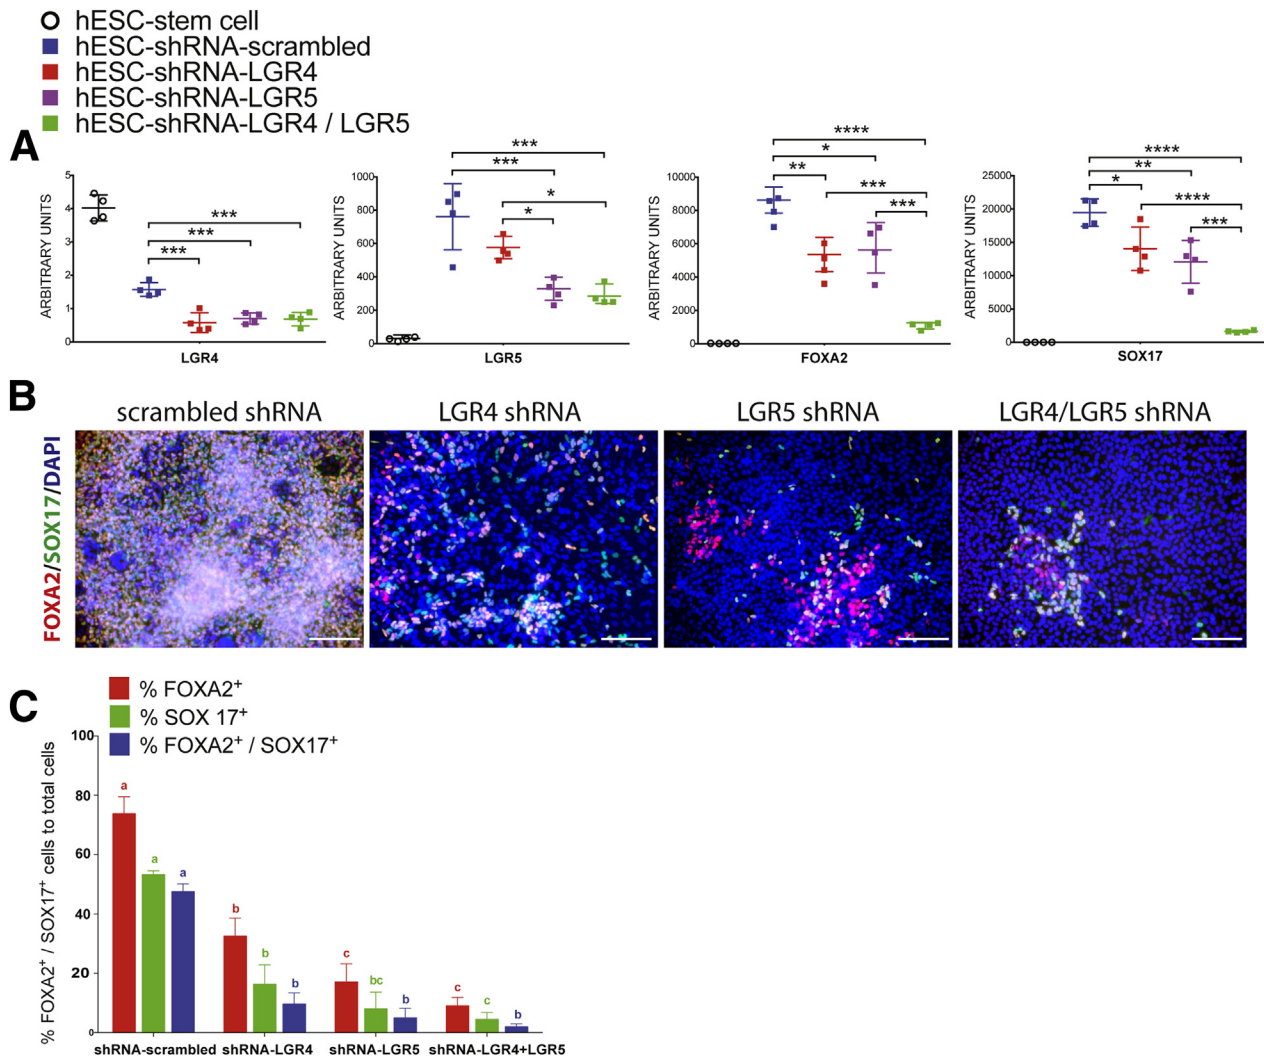 hESC-stem cell
hESC-shRNA-scrambled
hESC-shRNA-LGR4
hESC-shRNA-LGR5
hESC-shRNA-LGR4 / LGR5
A
ARBITRARY UNITS
5
4
3
2
1
0
***
***
***
LGR4
ARBITRARY UNITS
1000
800
600
400
200
0
***
***
*
*
LGR5
ARBITRARY UNITS
10000
8000
6000
4000
2000
0
****
*
**
***
***
FOXA2
ARBITRARY UNITS
25000
20000
15000
10000
5000
0
****
**
*
****
***
SOX17
B
scrambled shRNA
LGR4 shRNA
LGR5 shRNA
LGR4/LGR5 shRNA
FOXA2/SOX17/DAPI
C
% FOXA2+
% SOX 17+
% FOXA2+ / SOX17+
% FOXA2+ / SOX17+ cells to total cells
100
80
60
40
20
0
a
a
a
b
b
b
c
bc
b
c
c
b
shRNA-scrambled
shRNA-LGR4
shRNA-LGR5
shRNA-LGR4+LGR5